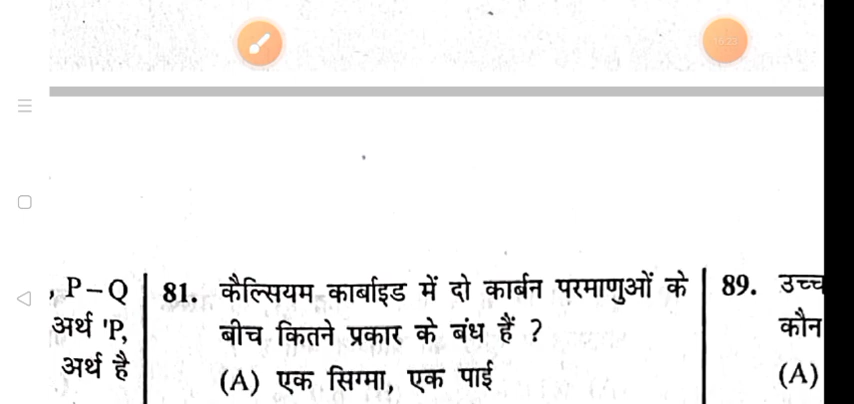 , P – Q
अर्थ 'P,
अर्थ है
81. कैल्सियम कार्बाइड में दो कार्बन परमाणुओं के
बीच कितने प्रकार के बंध हैं ?
(A) एक सिग्मा, एक पाई
89. उच्च
कौन
(A)